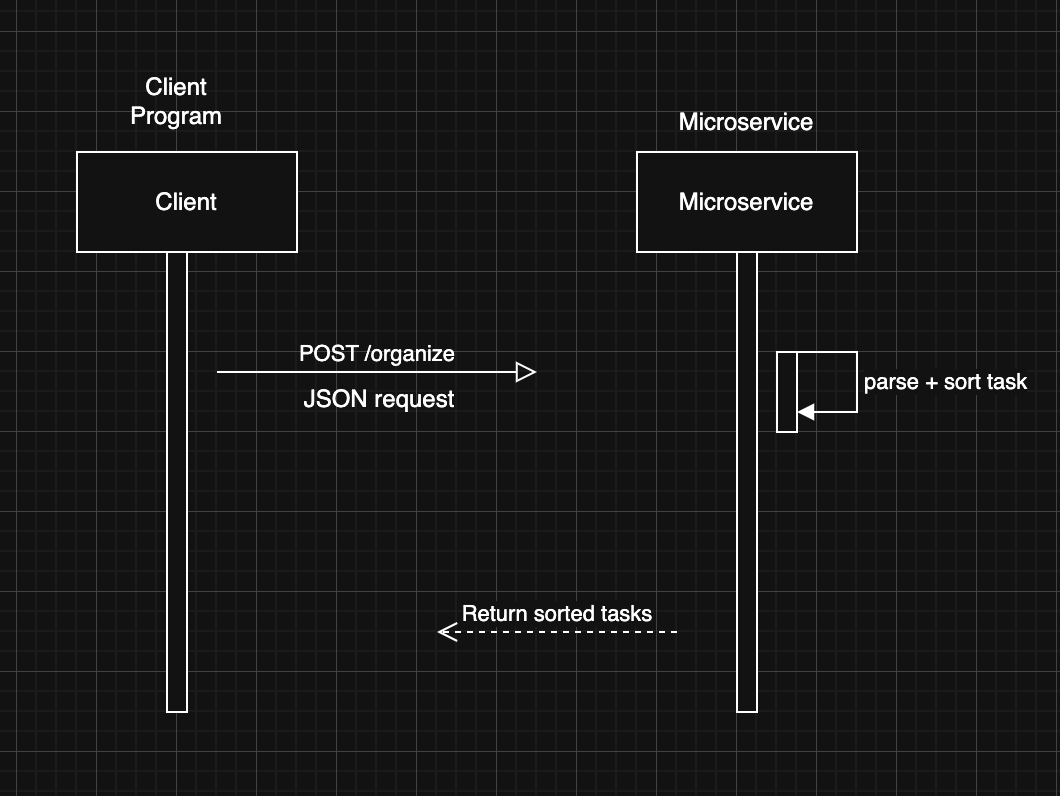 Client
Program
Microservice
Client
Microservice
POST /organize
JSON request
parse + sort task
Return sorted tasks